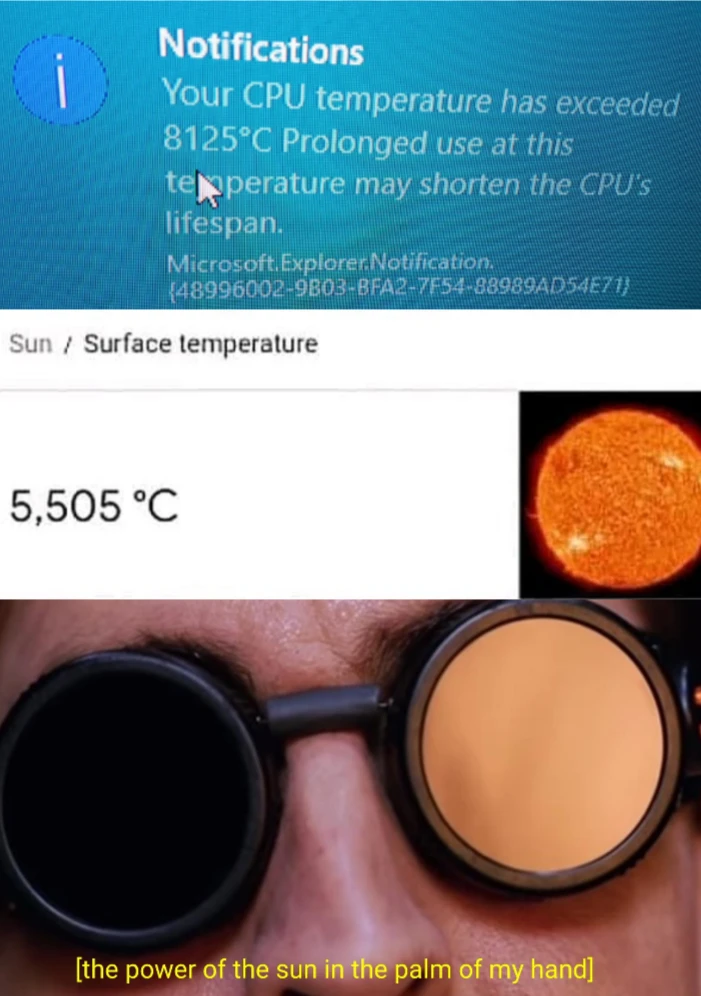 Notifications
Your CPU temperature has exceeded
8125°C Prolonged use at this
temperature may shorten the CPU's
lifespan.
Microsoft.Explorer.Notification.
{48996002-9B03-BFA2-7F54-88989AD54E71}
Sun / Surface temperature
5,505 °C
[the power of the sun in the palm of my hand]